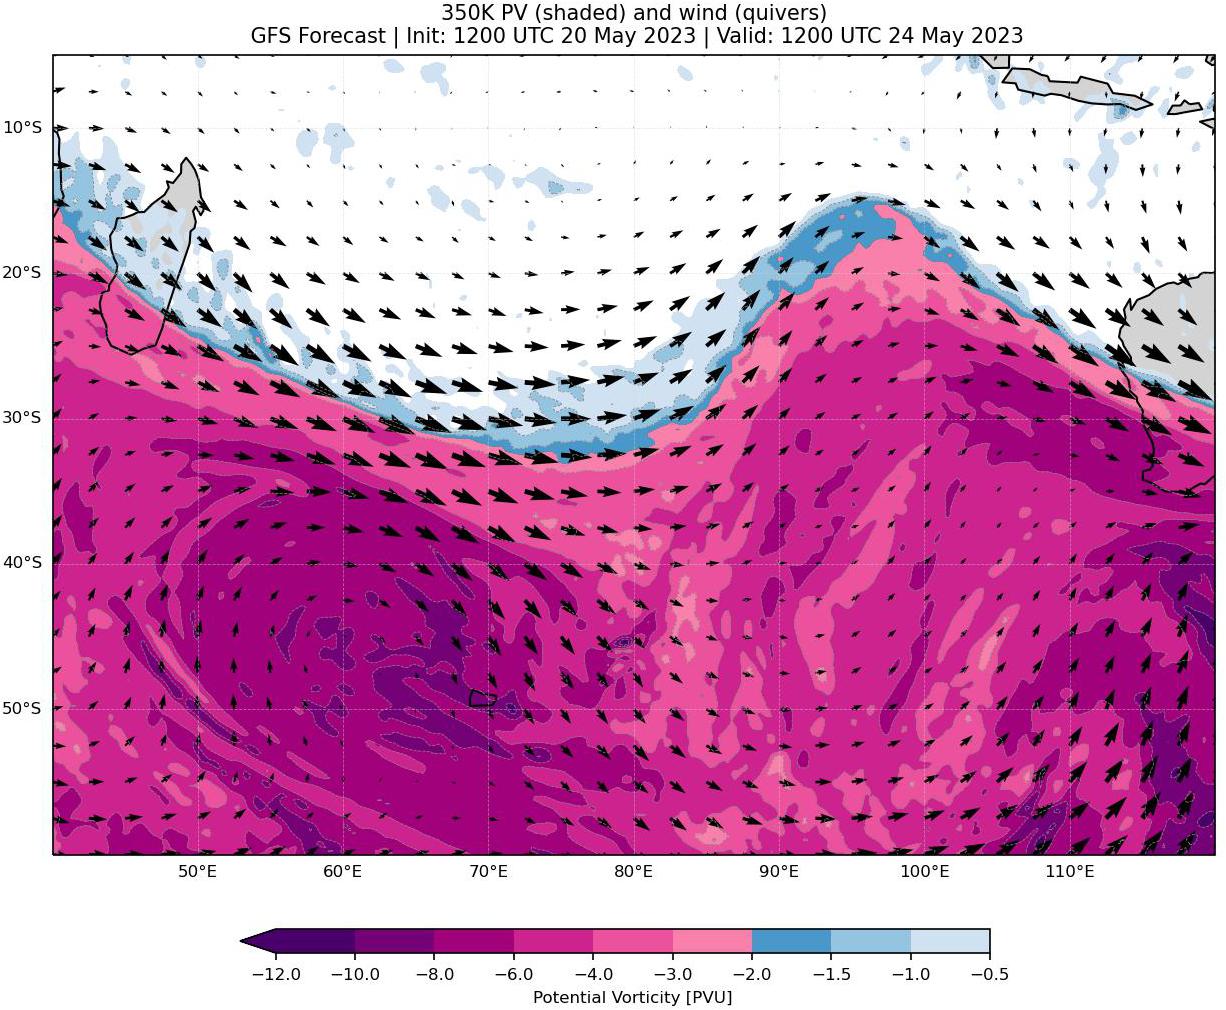 350K PV (shaded) and wind (quivers)
GFS Forecast | Init: 1200 UTC 20 May 2023 | Valid: 1200 UTC 24 May 2023
10°S
20°S
30°S
40°S
50°S
50°E 60°E 70°E 80°E 90°E 100°E 110°E
−12.0 −10.0 −8.0 −6.0 −4.0 −3.0 −2.0 −1.5 −1.0 −0.5
Potential Vorticity [PVU]